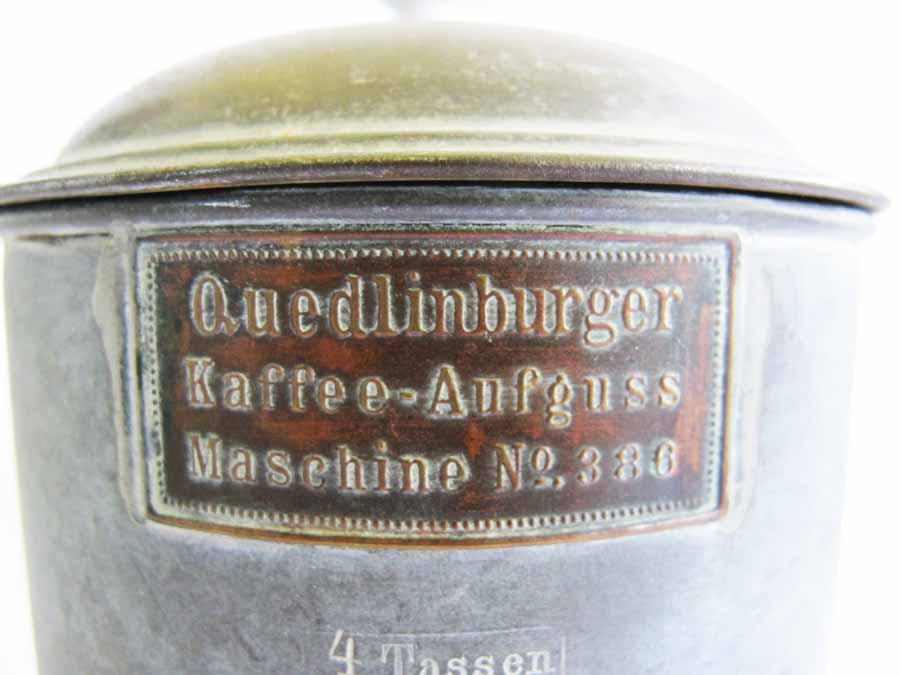 Quedlinburger
Kaffee-Aufguss
Maschine No. 386
4 Tassen